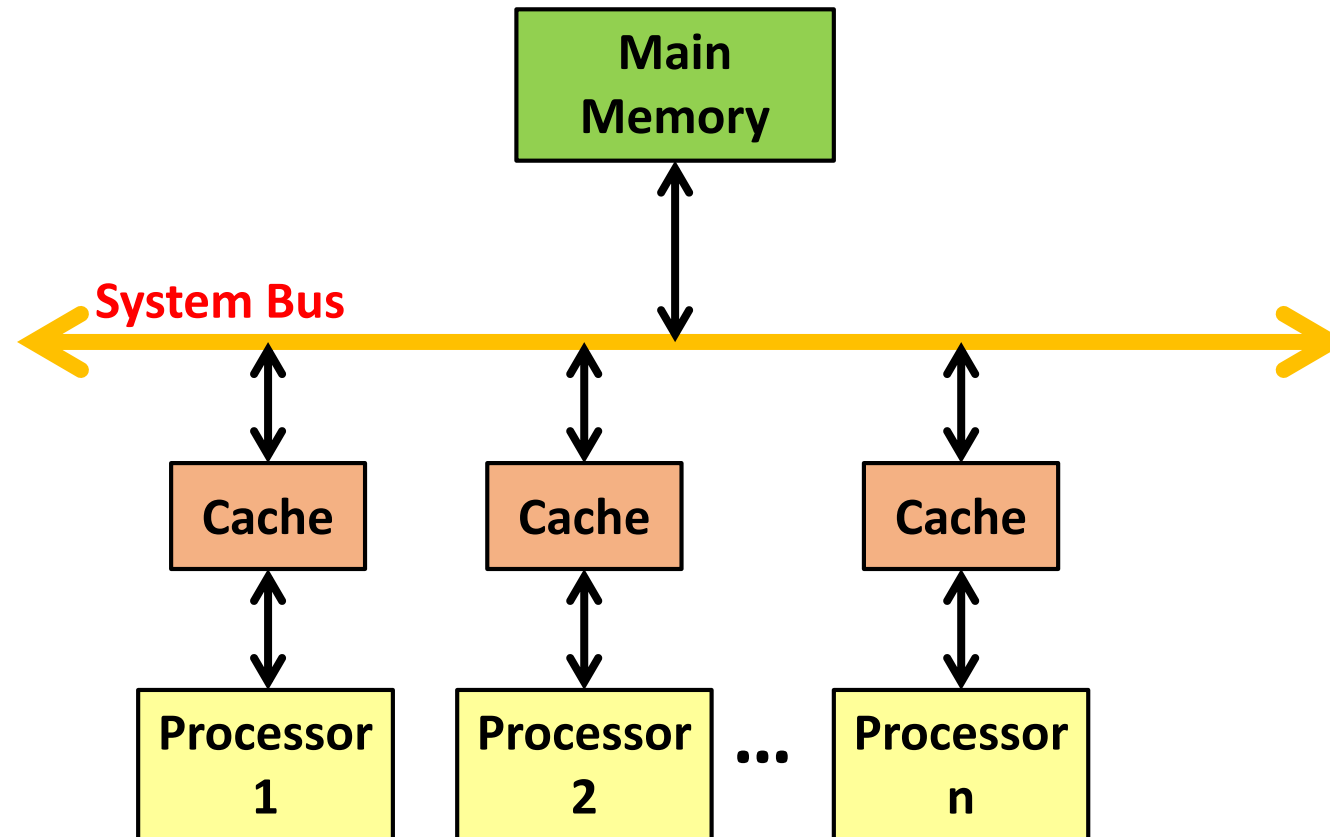 Main
Memory
System Bus
Cache
Cache
Cache
Processor
1
Processor
2
...
Processor
n